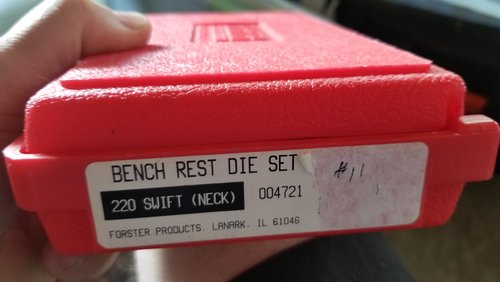 BENCH REST DIE SET
220 SWIFT (NECK) 004721
FORSTER PRODUCTS. LANARK. IL 61046
#11